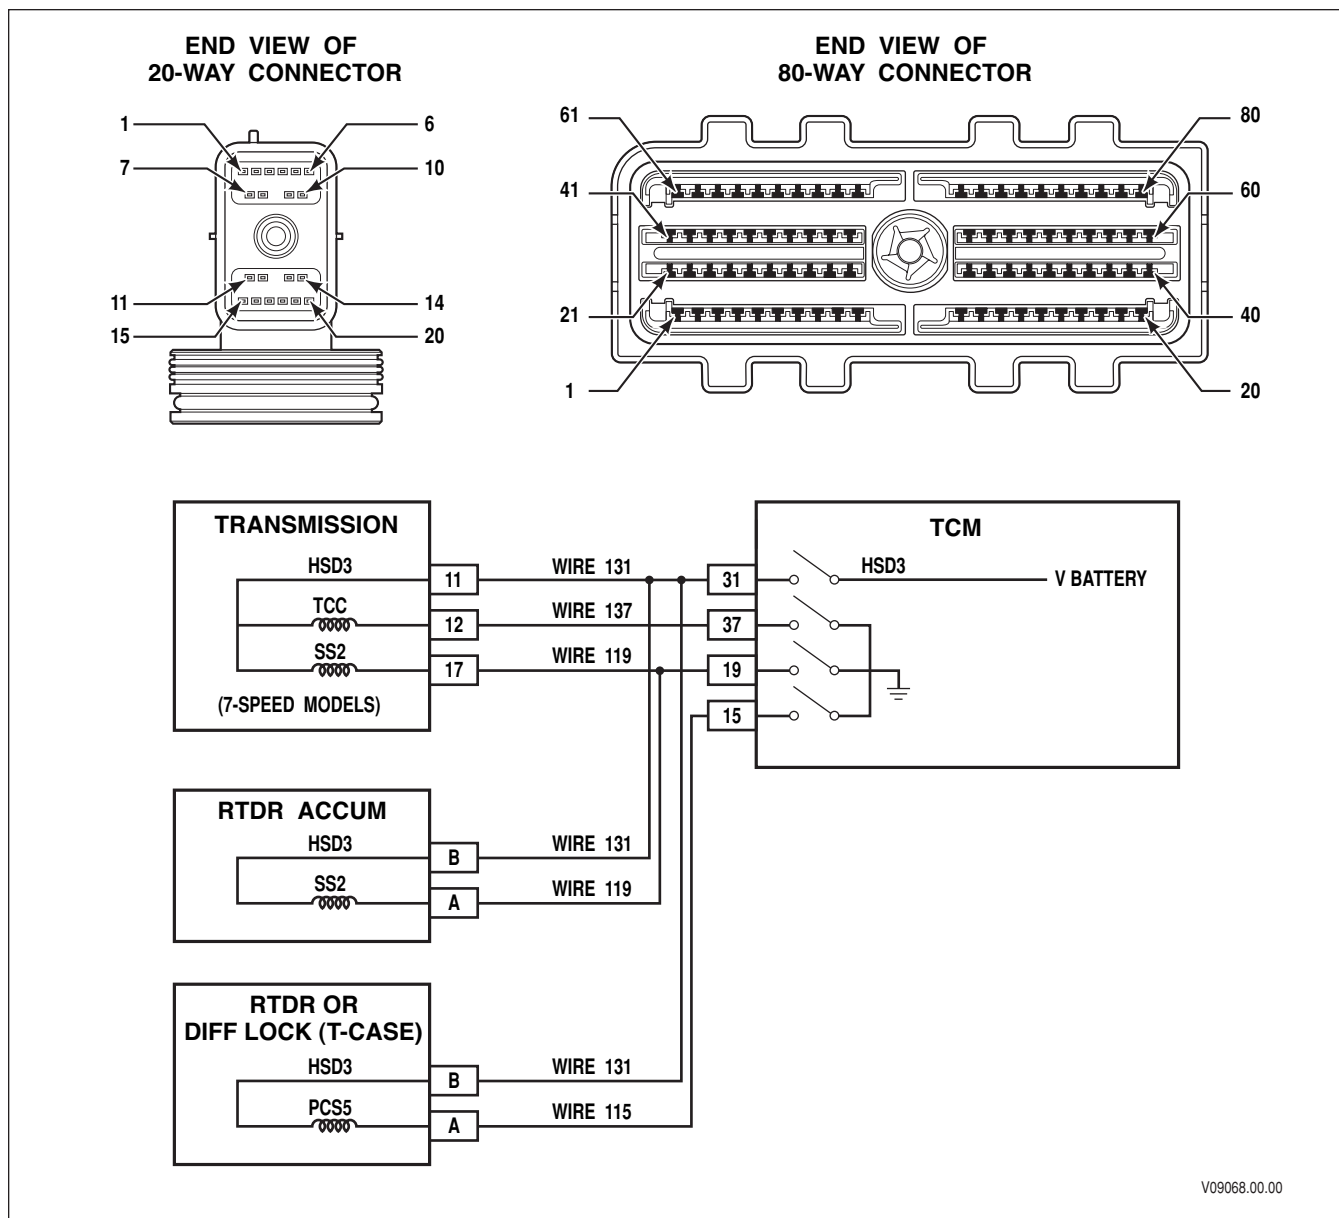 END VIEW OF
20-WAY CONNECTOR
1
6
7
10
11
14
15
20
END VIEW OF
80-WAY CONNECTOR
61
80
41
60
21
40
1
20
TRANSMISSION
HSD3
11
WIRE 131
TCC
12
WIRE 137
SS2
17
WIRE 119
(7-SPEED MODELS)
TCM
31
HSD3
V BATTERY
37
19
15
RTDR ACCUM
HSD3
B
WIRE 131
SS2
A
WIRE 119
RTDR OR
DIFF LOCK (T-CASE)
HSD3
B
WIRE 131
PCS5
A
WIRE 115
V09068.00.00